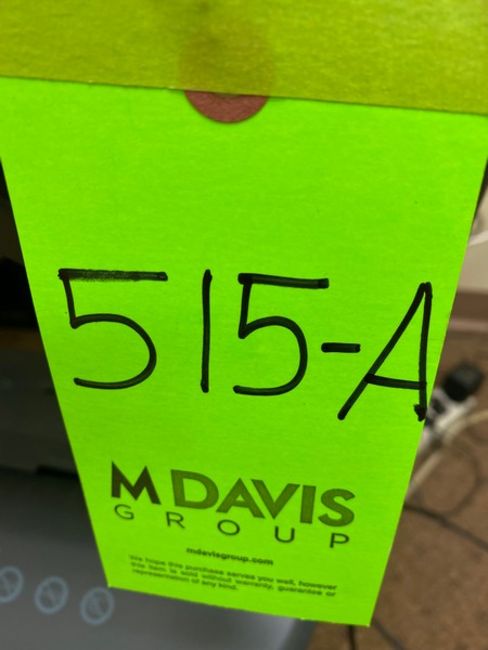 515-A
M DAVIS
GROUP
mdavisgroup.com
We hope this purchase serves you well, however
this item is sold without warranty, guarantee or
representation of any kind.